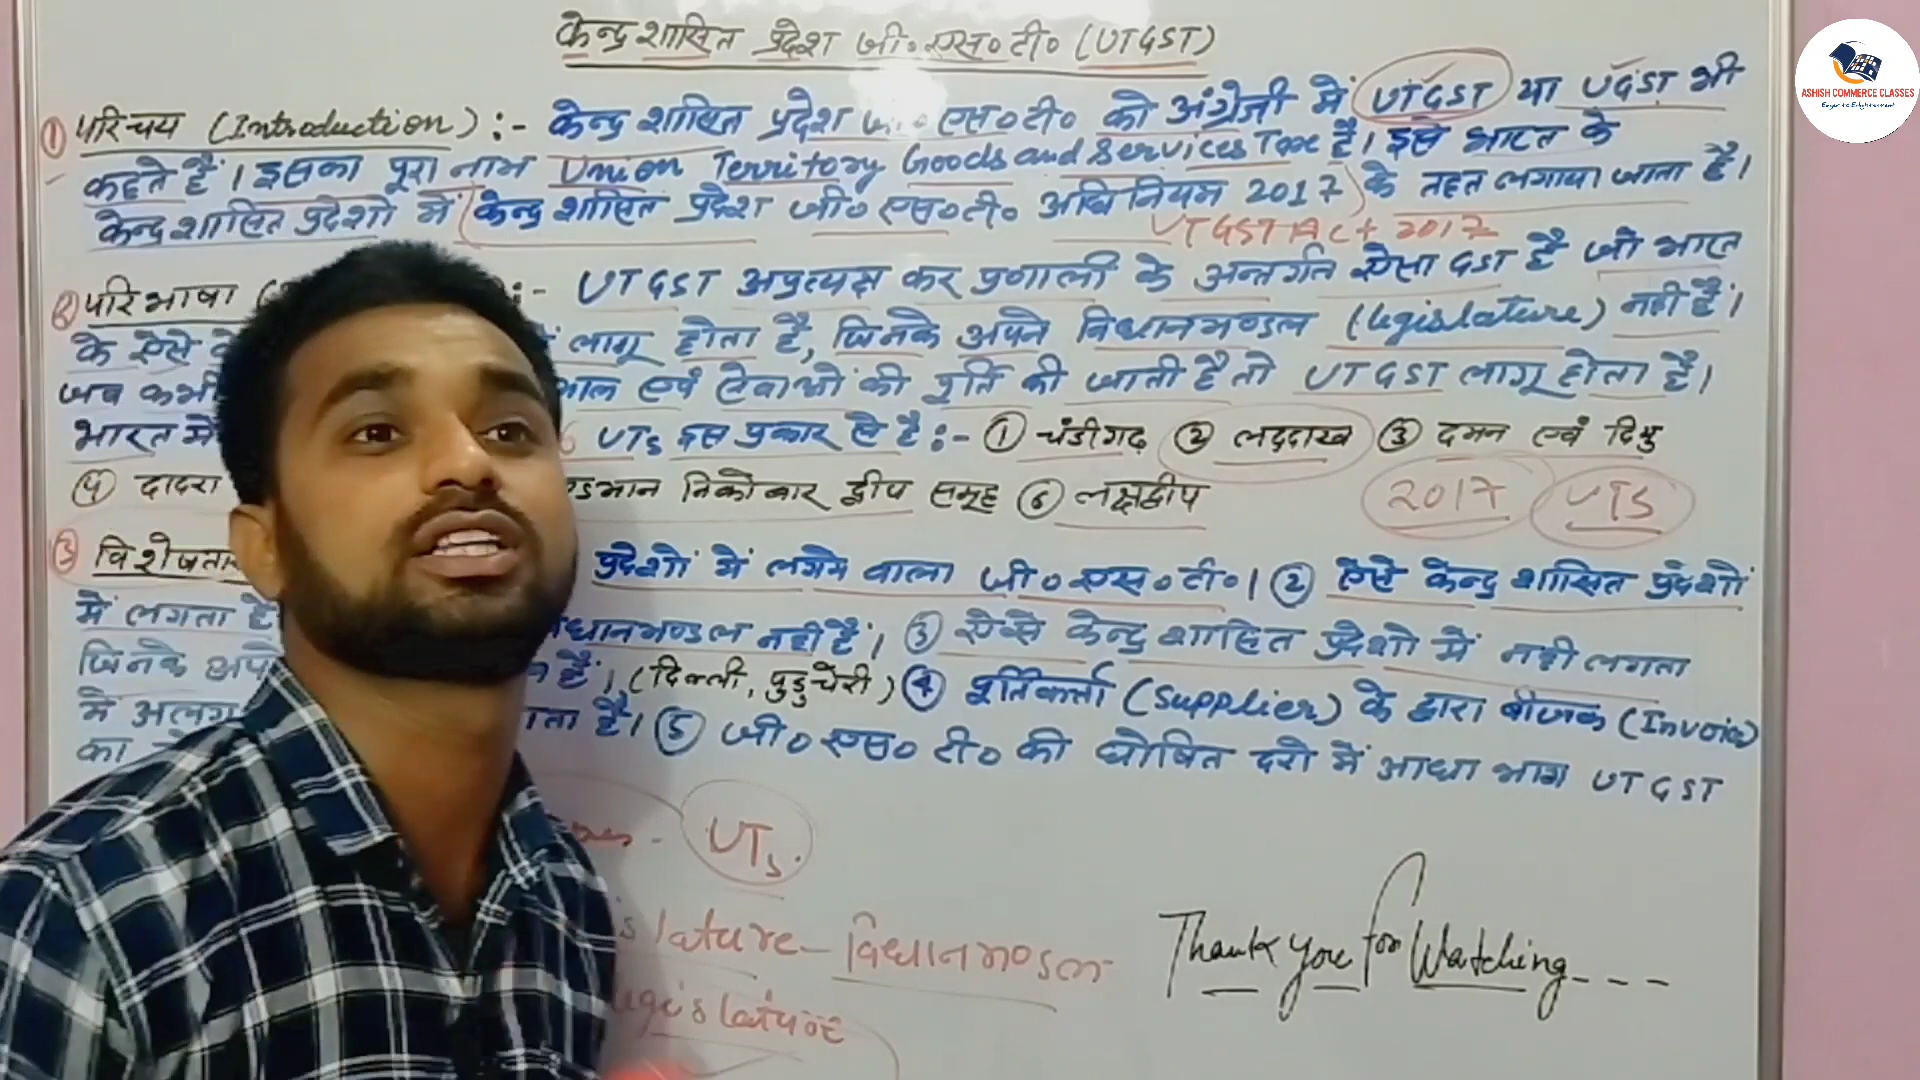 केन्द्र शासित प्रदेश जी॰ एस॰ टी॰ (UTGST)
ASHISH COMMERCE CLASSES
① परिचय (Introduction) :- केन्द्र शासित प्रदेश जी॰ एस॰ टी॰ को अंग्रेजी में UTGST या UGST भी
कहते हैं। इसका पूरा नाम Union Territory Goods and Services Tax है। इसे भारत के
केन्द्र शासित प्रदेशो में (केन्द्र शासित प्रदेश जी॰ एस॰ टी॰ अधिनियम 2017) के तहत लगाया जाता है।
UTGST Act 2017
② परिभाषा ( :- UTGST अप्रत्यक्ष कर प्रणाली के अन्तर्गत ऐसा GST है जो भारत
के ऐसे लागू होता है, जिनके अपने विधानमण्डल (legislature) नही हैं।
जब कभी माल एवं सेवाओं की पूर्ति की जाती है तो UTGST लागू होता है।
भारत में 6 UTs इस प्रकार से है :- ① चंडीगढ़ ② लद्दाख ③ दमन एवं दिऊ
④ दादरा निकोबार द्वीप समूह ⑥ लक्षद्वीप 2017 UTS
③ प्रदेशों में लगने वाला जी॰ एस॰ टी॰। ② ऐसे केन्द्र शासित प्रदेशों
में लगता है नहीं हैं। ③ ऐसे केन्द्र शासित प्रदेशो में नही लगता
जिनके अपने हैं। (दिल्ली, पुडुचेरी) ④ पूर्तिकर्ता (Supplier) के द्वारा बीजक (Invoice)
में अलग है। ⑤ जी॰ एस॰ टी॰ की घोषित दरो में आधा भाग UTGST
का
UTs.
विधानमण्डल
legislature
Thank you for Watching----